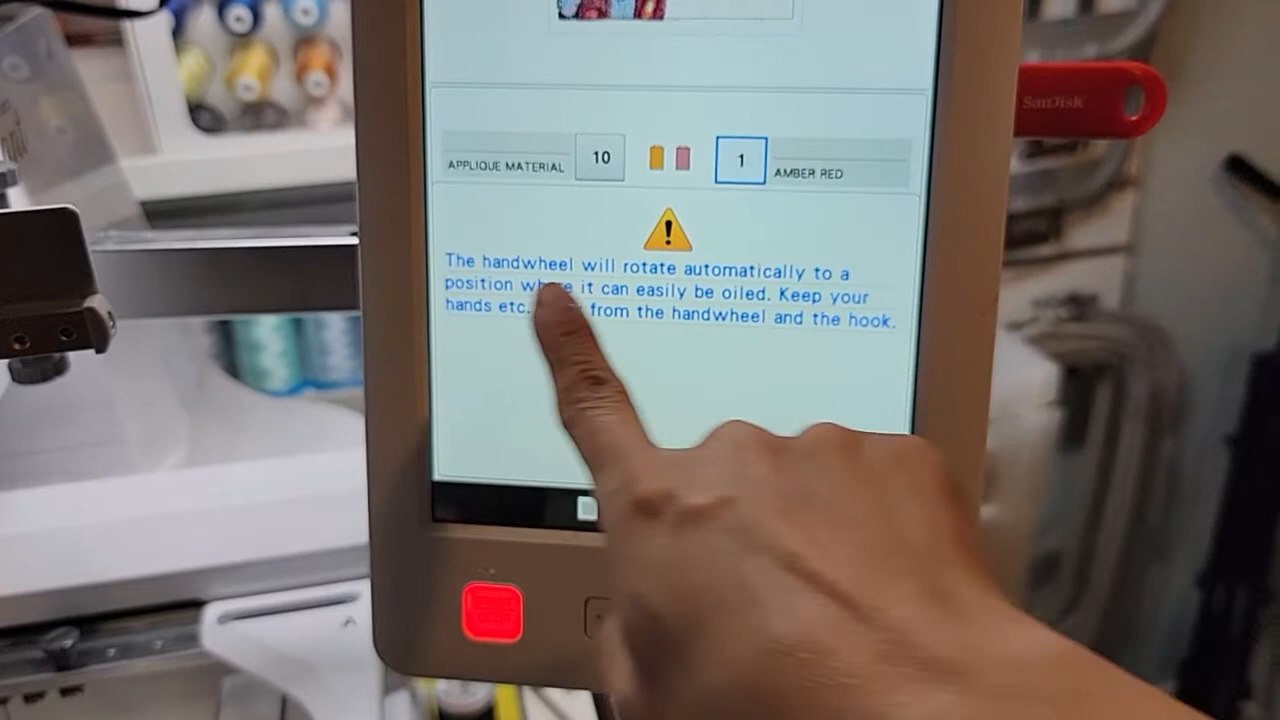 SanDisk
APPLIQUE MATERIAL 10 1 AMBER RED
The handwheel will rotate automatically to a
position where it can easily be oiled. Keep your
hands etc. from the handwheel and the hook.